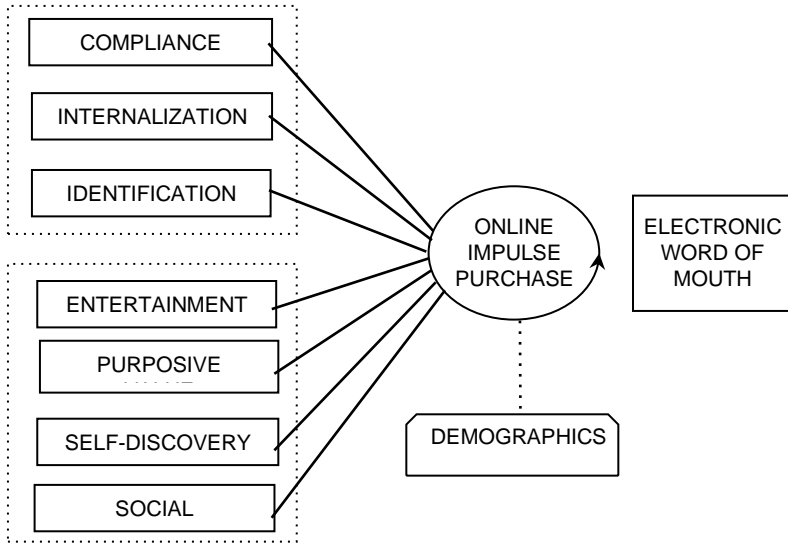 COMPLIANCE
INTERNALIZATION
IDENTIFICATION
ENTERTAINMENT
PURPOSIVE
SELF-DISCOVERY
SOCIAL
ONLINE
IMPULSE
PURCHASE
ELECTRONIC
WORD OF
MOUTH
DEMOGRAPHICS